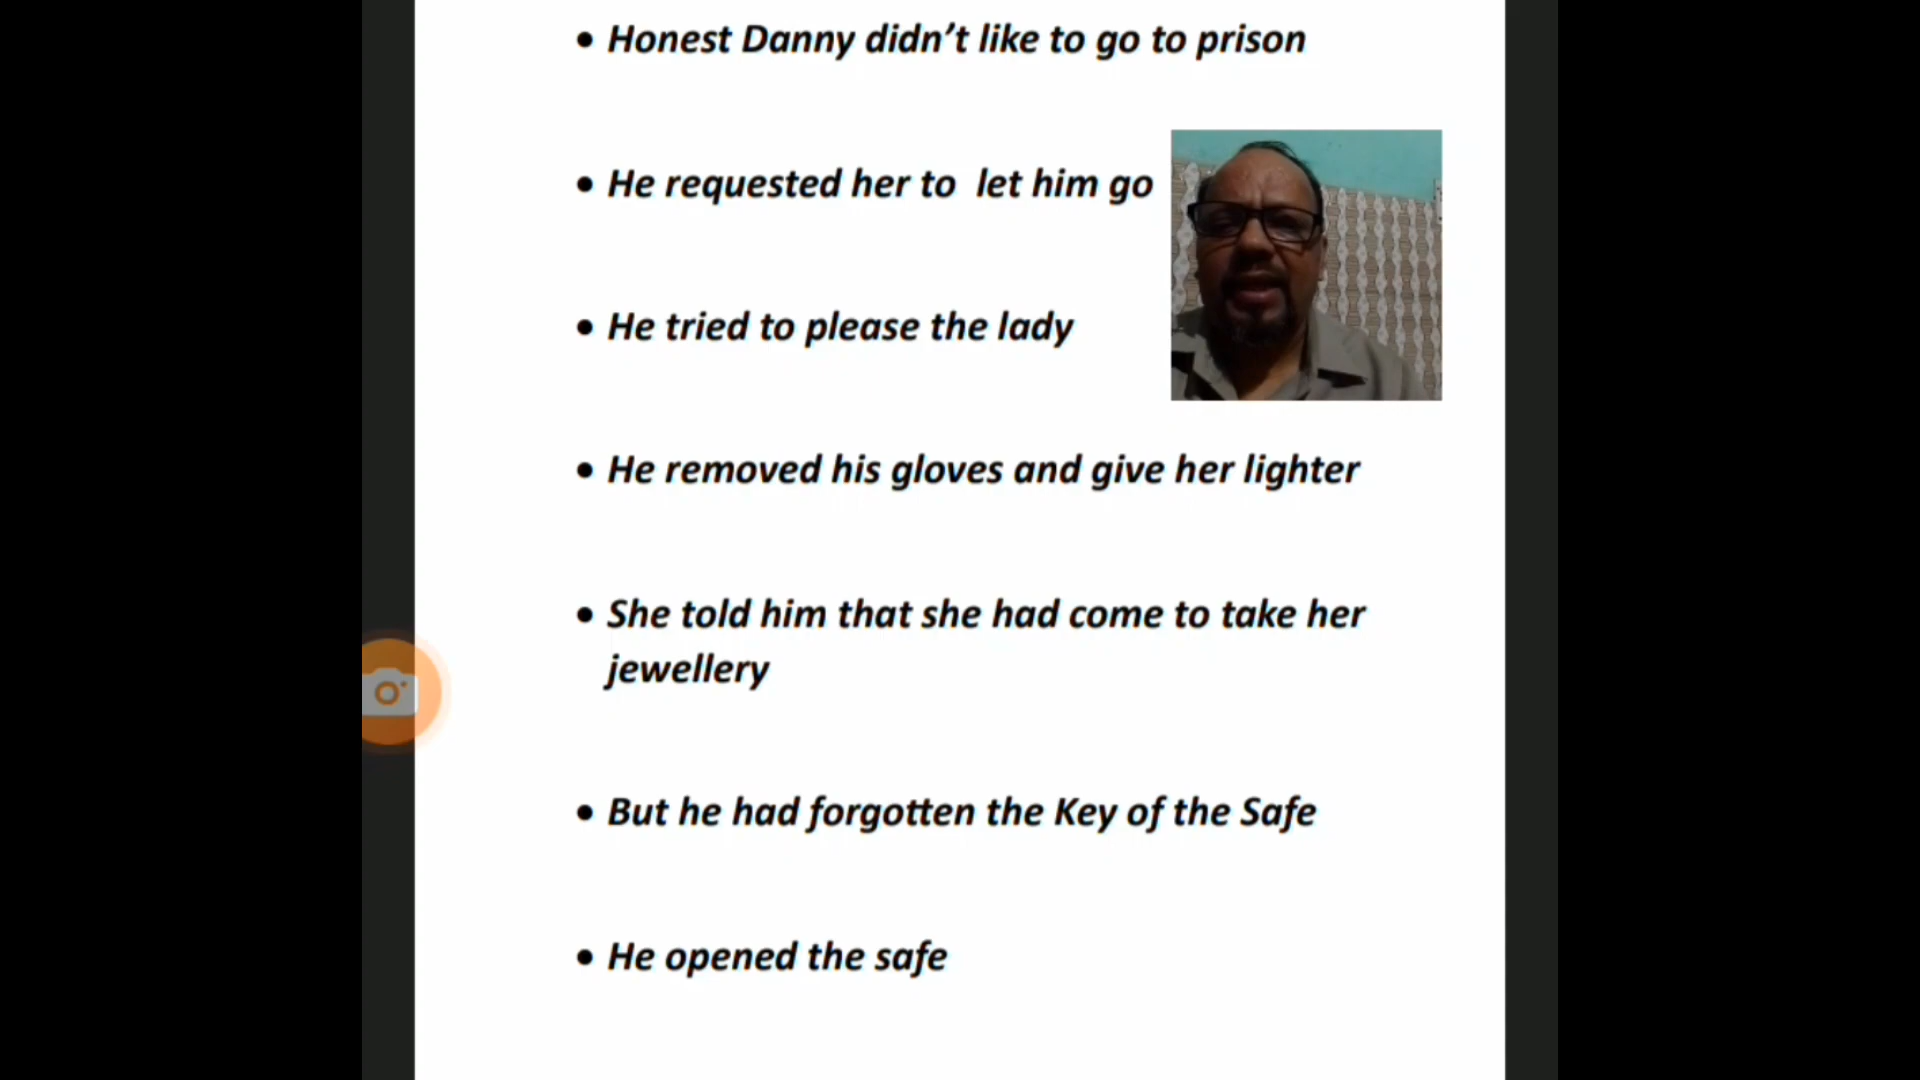 • Honest Danny didn’t like to go to prison
• He requested her to  let him go
• He tried to please the lady
• He removed his gloves and give her lighter
• She told him that she had come to take her
jewellery
• But he had forgotten the Key of the Safe
• He opened the safe